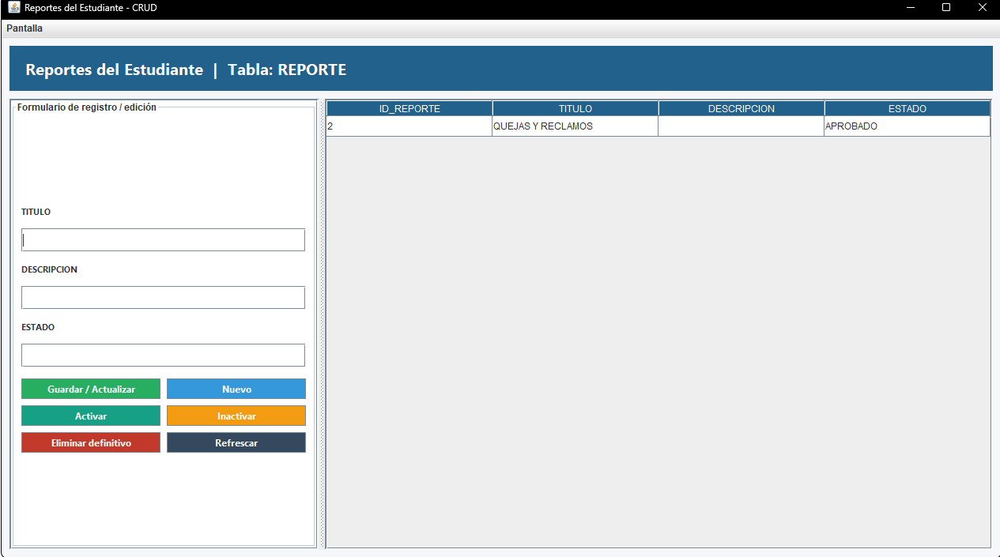 Reportes del Estudiante - CRUD
Pantalla
Reportes del Estudiante | Tabla: REPORTE
Formulario de registro / edición
TITULO
DESCRIPCION
ESTADO
Guardar / Actualizar Nuevo
Activar Inactivar
Eliminar definitivo Refrescar
ID_REPORTE TITULO DESCRIPCION ESTADO
2 QUEJAS Y RECLAMOS APROBADO